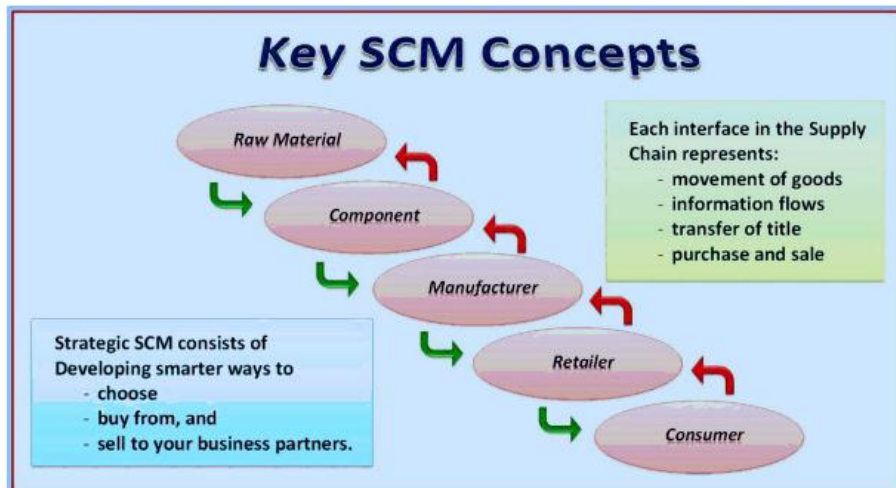 Key SCM Concepts
Raw Material
Component
Manufacturer
Retailer
Consumer
Each interface in the Supply
Chain represents:
- movement of goods
- information flows
- transfer of title
- purchase and sale
Strategic SCM consists of
Developing smarter ways to
- choose
- buy from, and
- sell to your business partners.